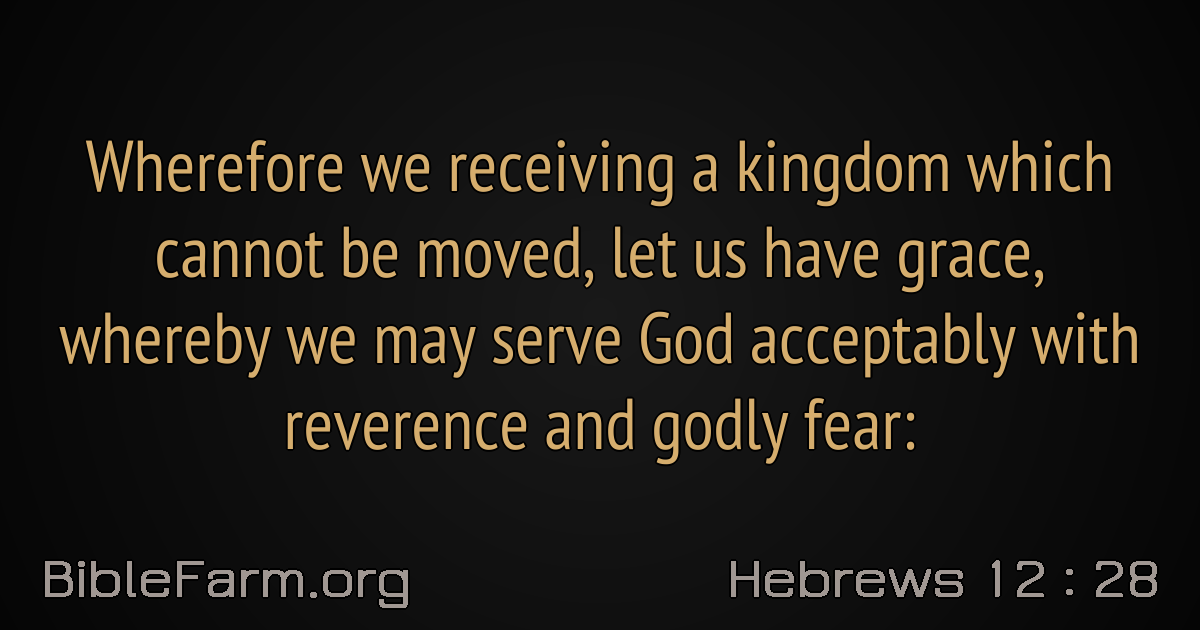 Wherefore we receiving a kingdom which
cannot be moved, let us have grace,
whereby we may serve God acceptably with
reverence and godly fear:
BibleFarm.org
Hebrews 12 : 28